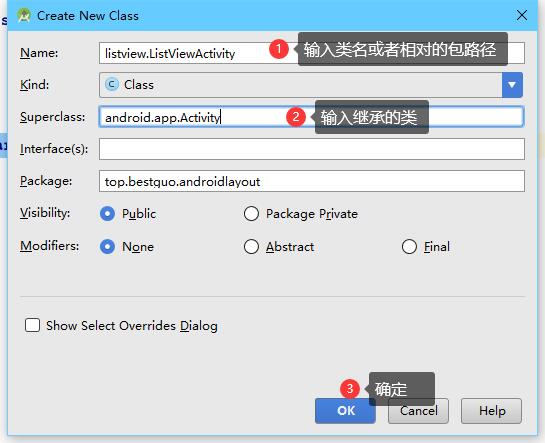 Create New Class
Name: listview.ListViewActivity 1 输入类名或者相对的包路径
Kind: C Class
Superclass: android.app.Activity 2 输入继承的类
Interface(s):
Package: top.bestguo.androidlayout
Visibility: Public Package Private
Modifiers: None Abstract Final
Show Select Overrides Dialog
3 确定
OK Cancel Help